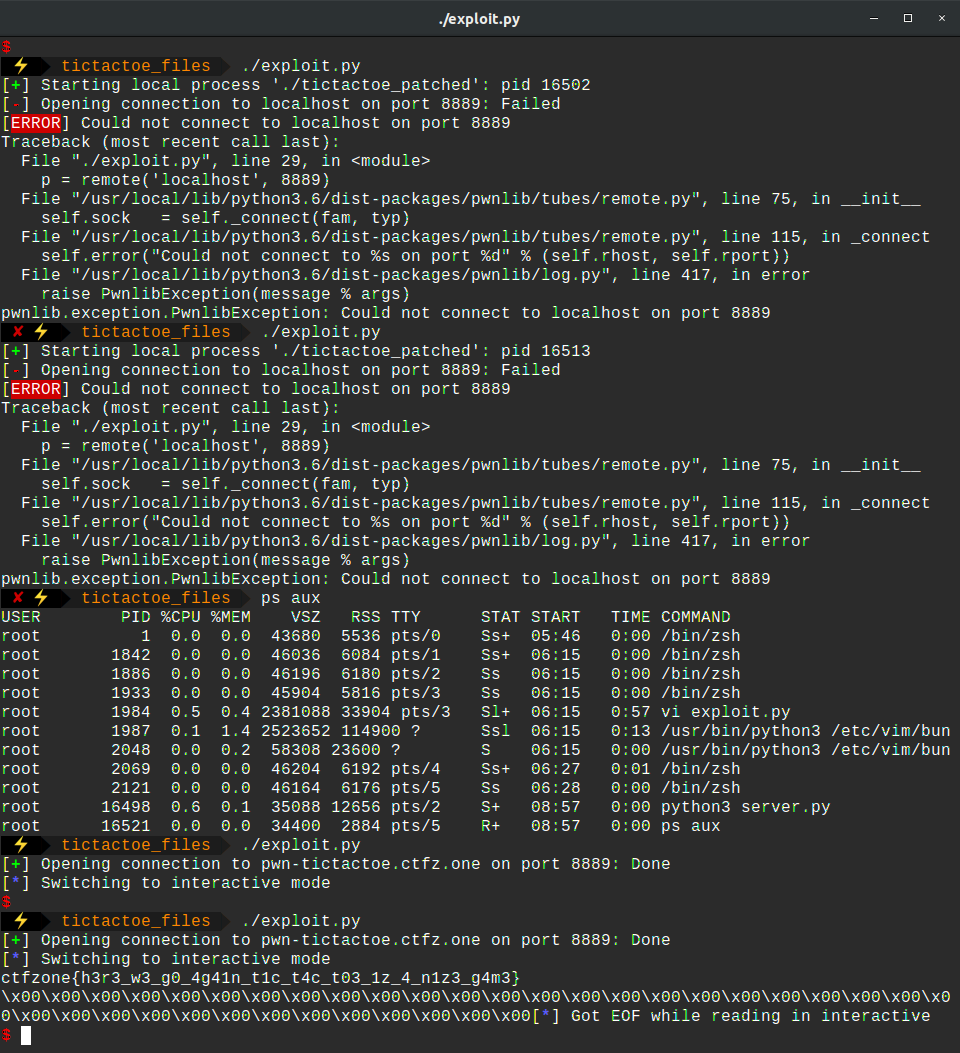 ./exploit.py
$
⚡ tictactoe_files ./exploit.py
[+] Starting local process './tictactoe_patched': pid 16502
[-] Opening connection to localhost on port 8889: Failed
[ERROR] Could not connect to localhost on port 8889
Traceback (most recent call last):
  File "./exploit.py", line 29, in <module>
    p = remote('localhost', 8889)
  File "/usr/local/lib/python3.6/dist-packages/pwnlib/tubes/remote.py", line 75, in __init__
    self.sock   = self._connect(fam, typ)
  File "/usr/local/lib/python3.6/dist-packages/pwnlib/tubes/remote.py", line 115, in _connect
    self.error("Could not connect to %s on port %d" % (self.rhost, self.rport))
  File "/usr/local/lib/python3.6/dist-packages/pwnlib/log.py", line 417, in error
    raise PwnlibException(message % args)
pwnlib.exception.PwnlibException: Could not connect to localhost on port 8889
✘ ⚡ tictactoe_files ./exploit.py
[+] Starting local process './tictactoe_patched': pid 16513
[-] Opening connection to localhost on port 8889: Failed
[ERROR] Could not connect to localhost on port 8889
Traceback (most recent call last):
  File "./exploit.py", line 29, in <module>
    p = remote('localhost', 8889)
  File "/usr/local/lib/python3.6/dist-packages/pwnlib/tubes/remote.py", line 75, in __init__
    self.sock   = self._connect(fam, typ)
  File "/usr/local/lib/python3.6/dist-packages/pwnlib/tubes/remote.py", line 115, in _connect
    self.error("Could not connect to %s on port %d" % (self.rhost, self.rport))
  File "/usr/local/lib/python3.6/dist-packages/pwnlib/log.py", line 417, in error
    raise PwnlibException(message % args)
pwnlib.exception.PwnlibException: Could not connect to localhost on port 8889
✘ ⚡ tictactoe_files ps aux
USER        PID %CPU %MEM    VSZ   RSS TTY      STAT START   TIME COMMAND
root          1  0.0  0.0  43680  5536 pts/0    Ss+  05:46   0:00 /bin/zsh
root       1842  0.0  0.0  46036  6084 pts/1    Ss+  06:15   0:00 /bin/zsh
root       1886  0.0  0.0  46196  6180 pts/2    Ss   06:15   0:00 /bin/zsh
root       1933  0.0  0.0  45904  5816 pts/3    Ss   06:15   0:00 /bin/zsh
root       1984  0.5  0.4 2381088 33904 pts/3   Sl+  06:15   0:57 vi exploit.py
root       1987  0.1  1.4 2523652 114900 ?      Ssl  06:15   0:13 /usr/bin/python3 /etc/vim/bun
root       2048  0.0  0.2  58308 23600 ?        S    06:15   0:00 /usr/bin/python3 /etc/vim/bun
root       2069  0.0  0.0  46204  6192 pts/4    Ss+  06:27   0:01 /bin/zsh
root       2121  0.0  0.0  46164  6176 pts/5    Ss   06:28   0:00 /bin/zsh
root      16498  0.6  0.1  35088 12656 pts/2    S+   08:57   0:00 python3 server.py
root      16521  0.0  0.0  34400  2884 pts/5    R+   08:57   0:00 ps aux
⚡ tictactoe_files ./exploit.py
[+] Opening connection to pwn-tictactoe.ctfz.one on port 8889: Done
[*] Switching to interactive mode
$
⚡ tictactoe_files ./exploit.py
[+] Opening connection to pwn-tictactoe.ctfz.one on port 8889: Done
[*] Switching to interactive mode
ctfzone{h3r3_w3_g0_4g41n_t1c_t4c_t03_1z_4_n1z3_g4m3}
\x00\x00\x00\x00\x00\x00\x00\x00\x00\x00\x00\x00\x00\x00\x00\x00\x00\x00\x00\x00\x00\x00\x00\x0
0\x00\x00\x00\x00\x00\x00\x00\x00\x00\x00\x00\x00\x00[*] Got EOF while reading in interactive
$